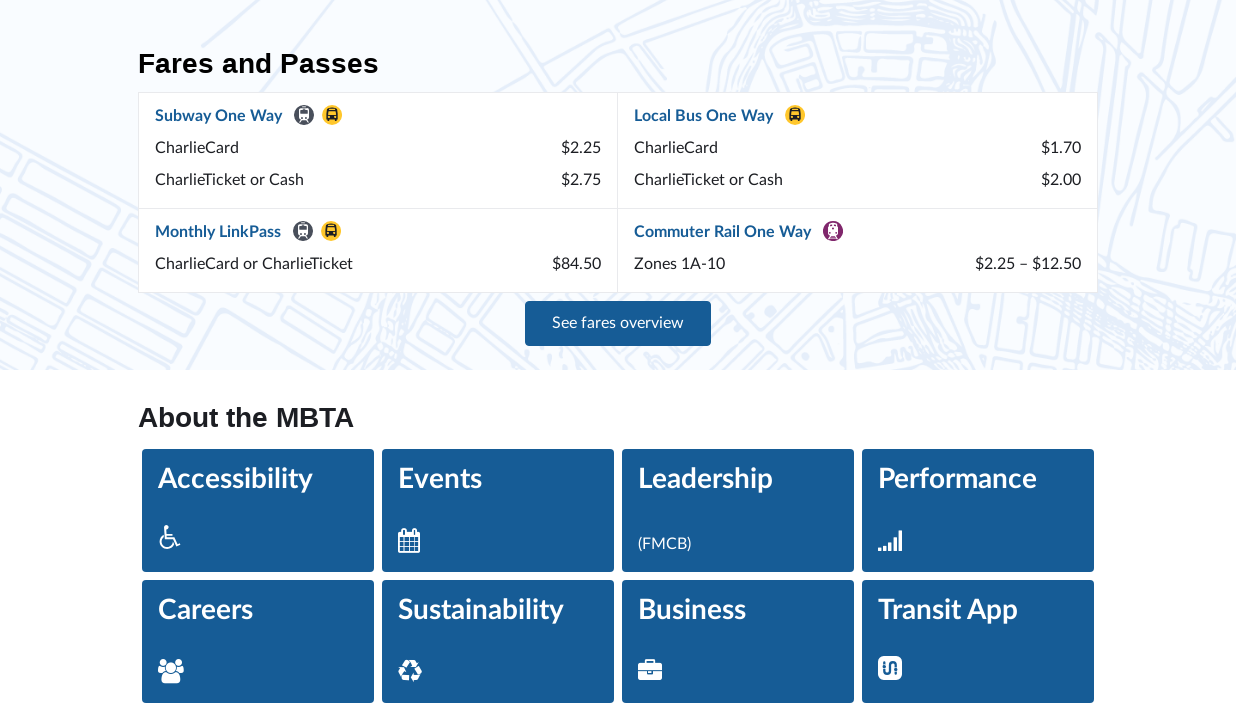 Fares and Passes
Subway One Way
CharlieCard $2.25
CharlieTicket or Cash $2.75
Local Bus One Way
CharlieCard $1.70
CharlieTicket or Cash $2.00
Monthly LinkPass
CharlieCard or CharlieTicket $84.50
Commuter Rail One Way
Zones 1A-10 $2.25 – $12.50
See fares overview
About the MBTA
Accessibility
Events
Leadership
(FMCB)
Performance
Careers
Sustainability
Business
Transit App